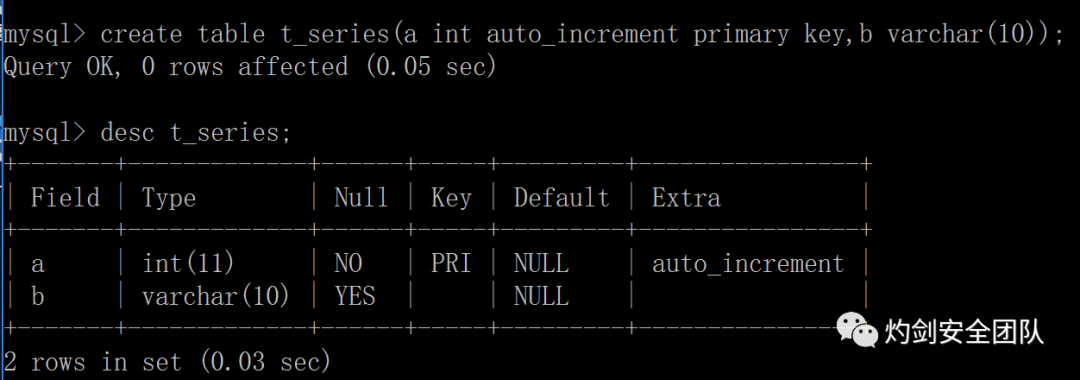 mysql> create table t_series(a int auto_increment primary key,b varchar(10));
Query OK, 0 rows affected (0.05 sec)
mysql> desc t_series;
+-------+-------------+------+-----+---------+----------------+
| Field | Type        | Null | Key | Default | Extra          |
+-------+-------------+------+-----+---------+----------------+
| a     | int(11)     | NO   | PRI | NULL    | auto_increment |
| b     | varchar(10) | YES  |     | NULL    |                |
+-------+-------------+------+-----+---------+----------------+
灼剑安全团队
2 rows in set (0.03 sec)